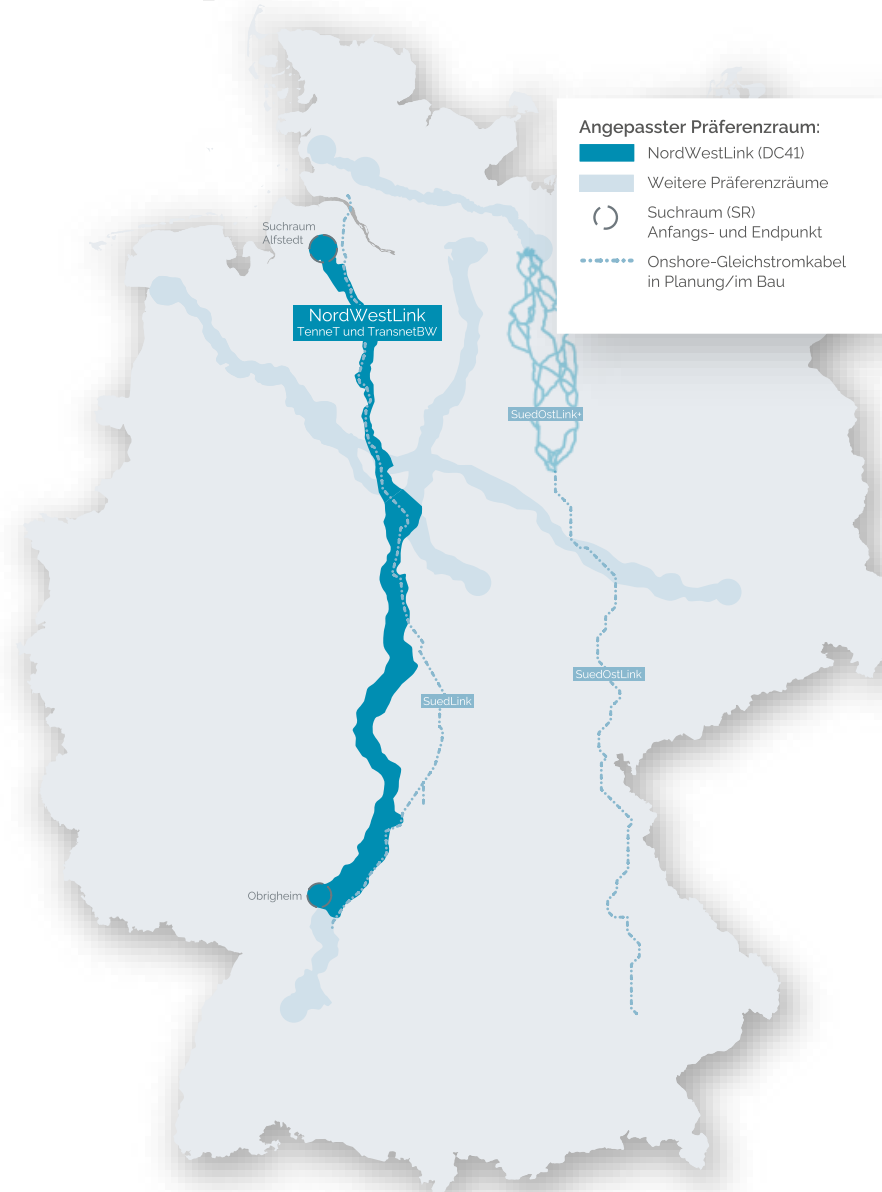 Angepasster Präferenzraum:
NordWestLink (DC41)
Weitere Präferenzräume
Suchraum (SR)
Anfangs- und Endpunkt
Onshore-Gleichstromkabel
in Planung/im Bau
Suchraum
Alfstedt
NordWestLink
TenneT und TransnetBW
SuedOstLink+
SuedOstLink
SuedLink
Obrigheim